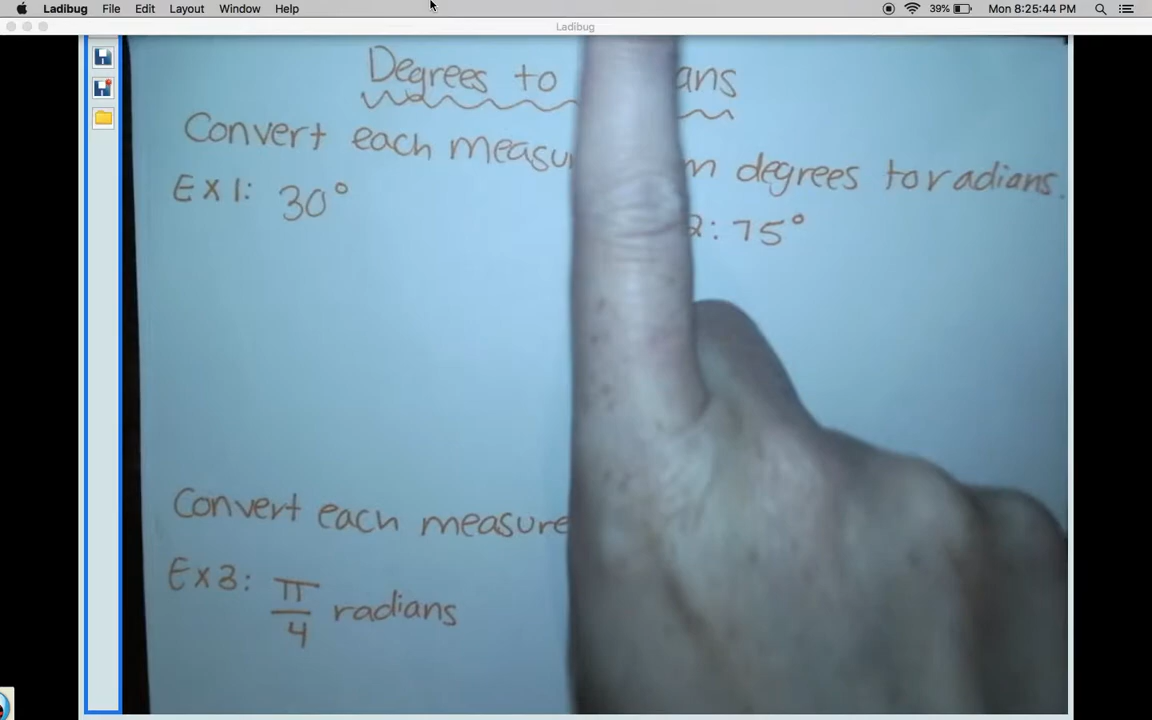 Ladibug File Edit Layout Window Help 39% Mon 8:25:44 PM
Ladibug
Degrees to ans
Convert each measu m degrees to radians.
Ex 1: 30° 2: 75°
Convert each measure
Ex 3: π/4 radians